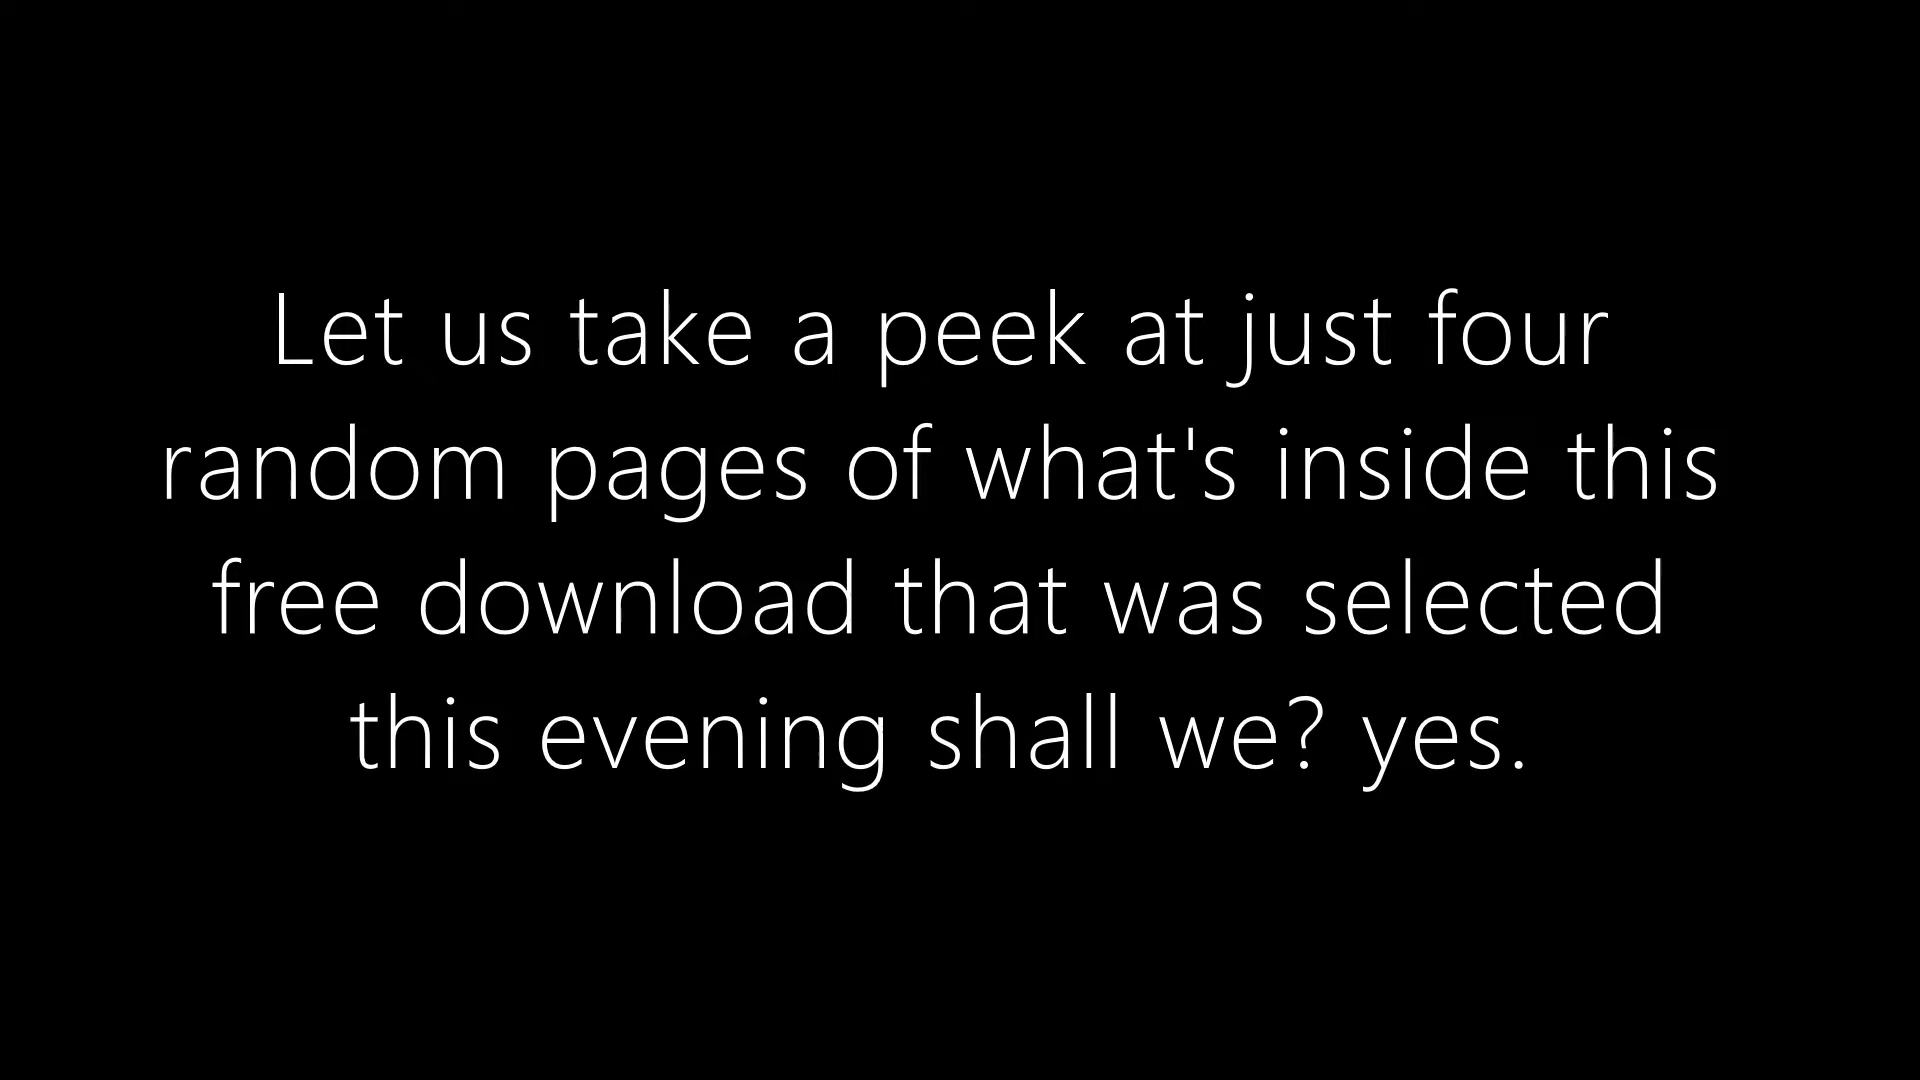 Let us take a peek at just four
random pages of what's inside this
free download that was selected
this evening shall we? yes.